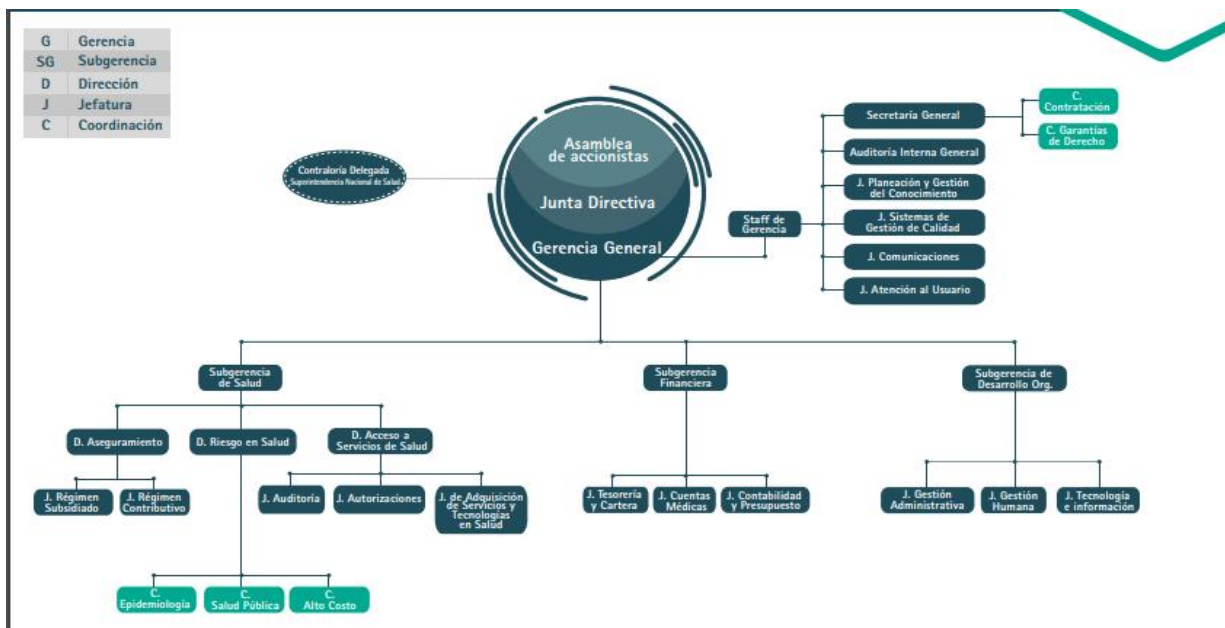 G Gerencia
SG Subgerencia
D Dirección
J Jefatura
C Coordinación
Contraloría Delegada
Superintendencia Nacional de Salud
Asamblea
de accionistas
Junta Directiva
Gerencia General
Staff de
Gerencia
Secretaría General
C.
Contratación
C. Garantías
de Derecho
Auditoría Interna General
J. Planeación y Gestión
del Conocimiento
J. Sistemas de
Gestión de Calidad
J. Comunicaciones
J. Atención al Usuario
Subgerencia
de Salud
Subgerencia
Financiera
Subgerencia de
Desarrollo Org.
D. Aseguramiento
D. Riesgo en Salud
D. Acceso a
Servicios de Salud
J. Régimen
Subsidiado
J. Régimen
Contributivo
J. Auditoría
J. Autorizaciones
J. de Adquisición
de Servicios y
Tecnologías
en Salud
J. Tesorería
y Cartera
J. Cuentas
Médicas
J. Contabilidad
y Presupuesto
J. Gestión
Administrativa
J. Gestión
Humana
J. Tecnología
e información
C.
Epidemiología
C.
Salud Pública
C.
Alto Costo